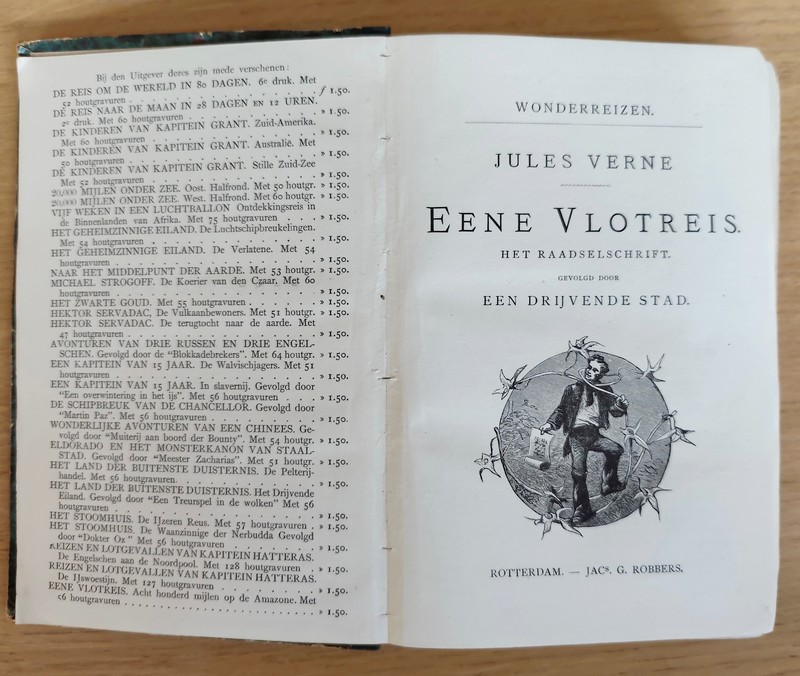 Bij den Uitgever dezes zijn mede verschenen:
DE REIS OM DE WERELD IN 80 DAGEN. 6e druk. Met
52 houtgravuren . . . . . . . . . . . . . ƒ 1.50.
DE REIS NAAR DE MAAN IN 28 DAGEN EN 12 UREN.
2e druk. Met 60 houtgravuren . . . . . . . . . » 1.50.
DE KINDEREN VAN KAPITEIN GRANT. Zuid-Amerika.
Met 60 houtgravuren . . . . . . . . . . . . » 1.50.
DE KINDEREN VAN KAPITEIN GRANT. Australië. Met
50 houtgravuren . . . . . . . . . . . . . » 1.50.
DE KINDEREN VAN KAPITEIN GRANT. Stille Zuid-Zee
Met 52 houtgravuren . . . . . . . . . . . . » 1.50.
20,000 MIJLEN ONDER ZEE. Oost. Halfrond. Met 50 houtgr. » 1.50.
20,000 MIJLEN ONDER ZEE. West. Halfrond. Met 60 houtgr. » 1.50.
VIJF WEKEN IN EEN LUCHTBALLON Ontdekkingsreis in
de Binnenlanden van Afrika. Met 75 houtgravuren . . . » 1.50.
HET GEHEIMZINNIGE EILAND. De Luchtschipbreukelingen.
Met 54 houtgravuren . . . . . . . . . . . . » 1.50.
HET GEHEIMZINNIGE EILAND. De Verlatene. Met 54
houtgravuren . . . . . . . . . . . . . . » 1.50.
NAAR HET MIDDELPUNT DER AARDE. Met 53 houtgr. » 1.50.
MICHAEL STROGOFF. De Koerier van den Czaar. Met 60
houtgravuren . . . . . . . . . . . . . . » 1.50.
HET ZWARTE GOUD. Met 55 houtgravuren . . . . . . » 1.50.
HEKTOR SERVADAC, De Vulkaanbewoners. Met 51 houtgr. » 1.50.
HEKTOR SERVADAC. De terugtocht naar de aarde. Met
47 houtgravuren . . . . . . . . . . . . . » 1.50.
AVONTUREN VAN DRIE RUSSEN EN DRIE ENGEL-
SCHEN. Gevolgd door de "Blokkadebrekers". Met 64 houtgr. » 1.50.
EEN KAPITEIN VAN 15 JAAR. De Walvischjagers. Met 51
houtgravuren . . . . . . . . . . . . . . » 1.50.
EEN KAPITEIN VAN 15 JAAR. In slavernij. Gevolgd door
"Een overwintering in het ijs". Met 56 houtgravuren . . . » 1.50.
DE SCHIPBREUK VAN DE CHANCELLOR. Gevolgd door
"Martin Paz". Met 56 houtgravuren . . . . . . . . » 1.50.
WONDERLIJKE AVONTUREN VAN EEN CHINEES. Ge-
volgd door "Muiterij aan boord der Bounty". Met 54 houtgr. » 1.50.
ELDORADO EN HET MONSTERKANON VAN STAAL-
STAD. Gevolgd door "Meester Zacharias". Met 51 houtgr. » 1.50.
HET LAND DER BUITENSTE DUISTERNIS. De Pelterij-
handel. Met 56 houtgravuren. . . . . . . . . . » 1.50.
HET LAND DER BUITENSTE DUISTERNIS. Het Drijvende
Eiland. Gevolgd door "Een Treurspel in de wolken" Met 56
houtgravuren . . . . . . . . . . . . . . » 1.50.
HET STOOMHUIS. De IJzeren Reus. Met 57 houtgravuren . » 1.50.
HET STOOMHUIS. De Waanzinnige der Nerbudda Gevolgd
door "Dokter Ox" Met 56 houtgravuren . . . . . . » 1.50.
REIZEN EN LOTGEVALLEN VAN KAPITEIN HATTERAS.
De Engelschen aan de Noordpool. Met 128 houtgravuren . . » 1.50.
REIZEN EN LOTGEVALLEN VAN KAPITEIN HATTERAS.
De IJswoestijn. Met 127 houtgravuren . . . . . . . » 1.50.
EENE VLOTREIS. Acht honderd mijlen op de Amazone. Met
56 houtgravuren . . . . . . . . . . . . . » 1.50.
WONDERREIZEN.
JULES VERNE
EENE VLOTREIS.
HET RAADSELSCHRIFT.
GEVOLGD DOOR
EEN DRIJVENDE STAD.
ROTTERDAM. — JACs. G. ROBBERS.